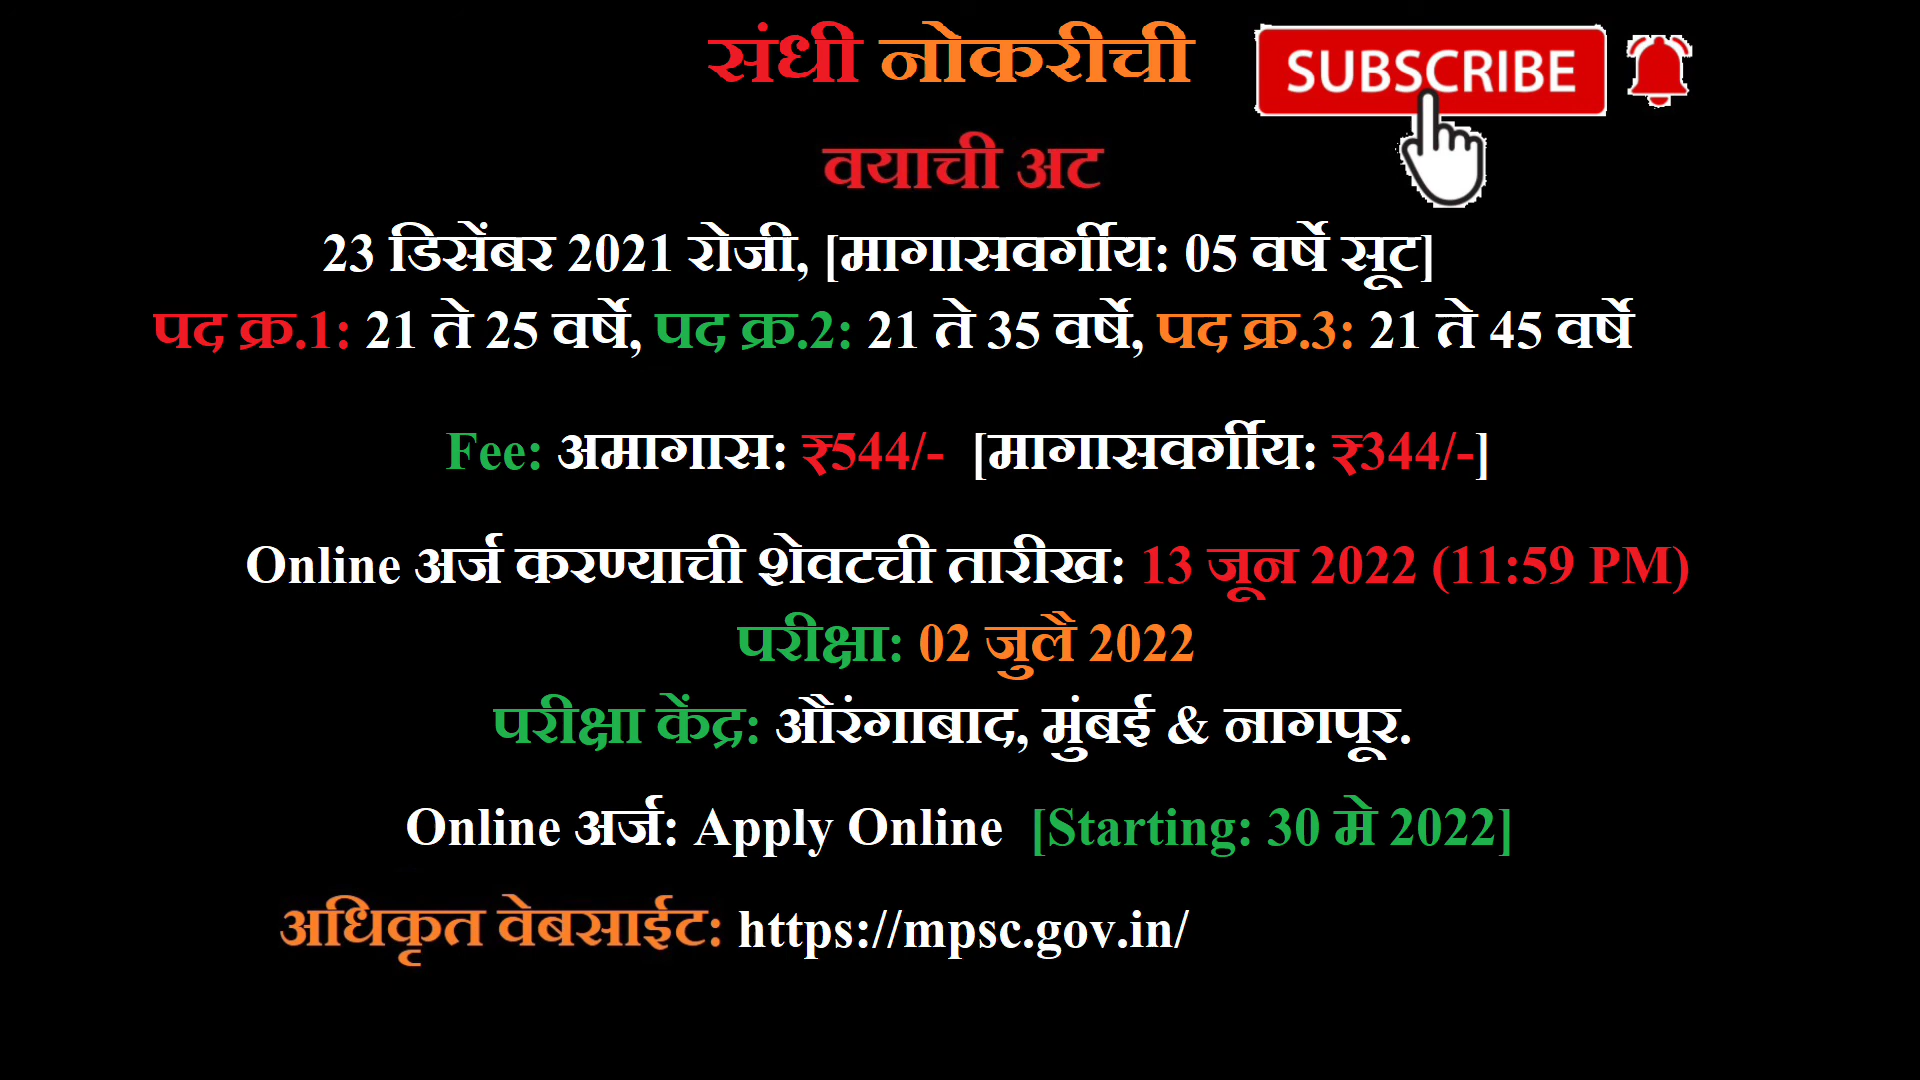 संधी नोकरीची
SUBSCRIBE
वयाची अट
23 डिसेंबर 2021 रोजी, [मागासवर्गीय: 05 वर्षे सूट]
पद क्र.1: 21 ते 25 वर्षे, पद क्र.2: 21 ते 35 वर्षे, पद क्र.3: 21 ते 45 वर्षे
Fee: अमागास: ₹544/- [मागासवर्गीय: ₹344/-]
Online अर्ज करण्याची शेवटची तारीख: 13 जून 2022 (11:59 PM)
परीक्षा: 02 जुलै 2022
परीक्षा केंद्र: औरंगाबाद, मुंबई & नागपूर.
Online अर्ज: Apply Online [Starting: 30 मे 2022]
अधिकृत वेबसाईट: https://mpsc.gov.in/